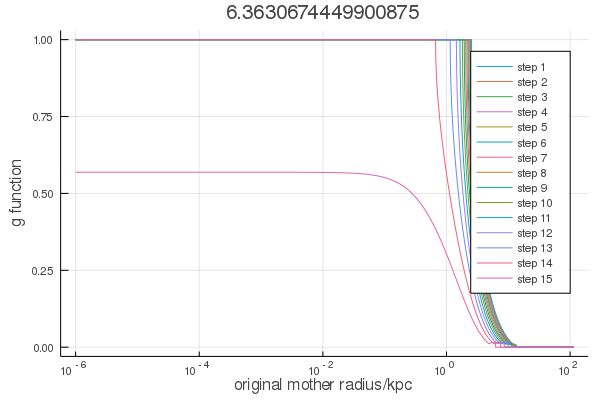 6.3630674449900875
1.00
0.75
0.50
0.25
0.00
g function
step 1
step 2
step 3
step 4
step 5
step 6
step 7
step 8
step 9
step 10
step 11
step 12
step 13
step 14
step 15
10^-6 10^-4 10^-2 10^0 10^2
original mother radius/kpc